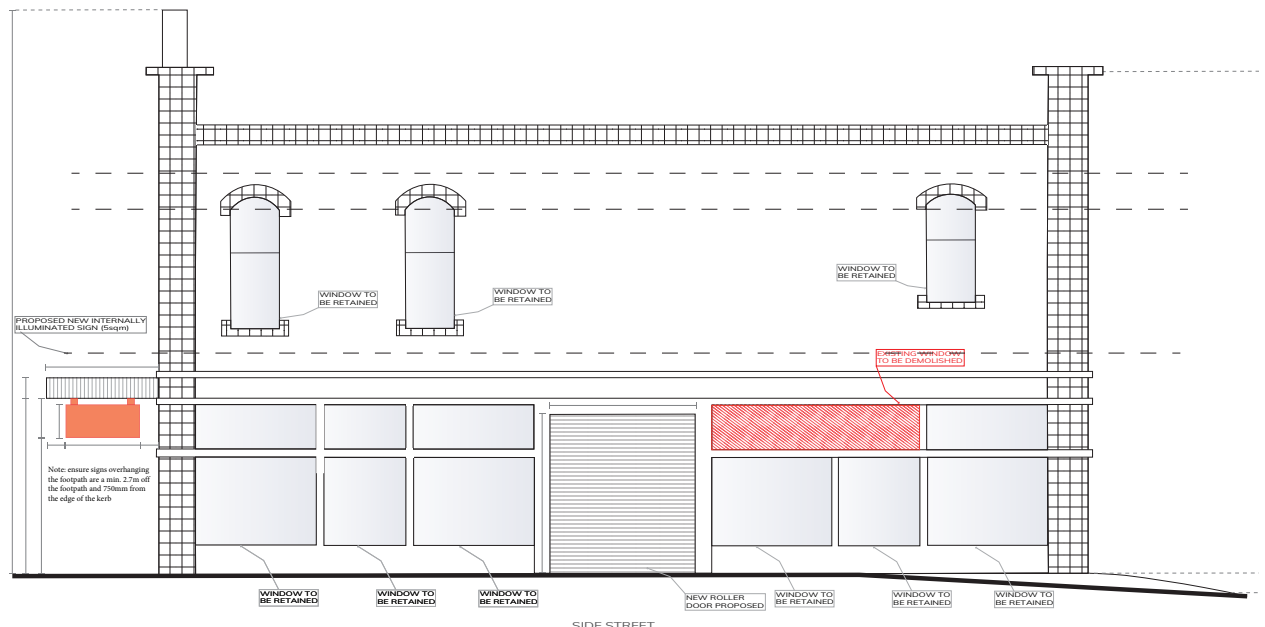 WINDOW TO
BE RETAINED
WINDOW TO
BE RETAINED
WINDOW TO
BE RETAINED
PROPOSED NEW INTERNALLY
ILLUMINATED SIGN (5sqm)
EXISTING WINDOW
TO BE DEMOLISHED
Note: ensure signs overhanging
the footpath are a min. 2.7m off
the footpath and 750mm from
the edge of the kerb
WINDOW TO
BE RETAINED
WINDOW TO
BE RETAINED
WINDOW TO
BE RETAINED
NEW ROLLER
DOOR PROPOSED
WINDOW TO
BE RETAINED
WINDOW TO
BE RETAINED
WINDOW TO
BE RETAINED
SIDE STREET